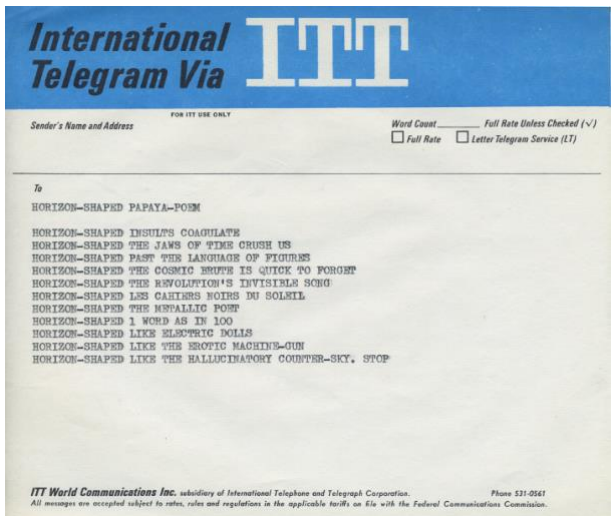 International
Telegram Via
ITT
FOR ITT USE ONLY
Sender's Name and Address
Word Count ________ Full Rate Unless Checked (√)
☐ Full Rate ☐ Letter Telegram Service (LT)
To
HORIZON-SHAPED PAPAYA-POEM
HORIZON-SHAPED INSULTS COAGULATE
HORIZON-SHAPED THE JAWS OF TIME CRUSH US
HORIZON-SHAPED PAST THE LANGUAGE OF FIGURES
HORIZON-SHAPED THE COSMIC BRUTE IS QUICK TO FORGET
HORIZON-SHAPED THE REVOLUTION'S INVISIBLE SONG
HORIZON-SHAPED LES CAHIERS NOIRS DU SOLEIL
HORIZON-SHAPED THE METALLIC POET
HORIZON-SHAPED 1 WORD AS IN 100
HORIZON-SHAPED LIKE ELECTRIC DOLLS
HORIZON-SHAPED LIKE THE EROTIC MACHINE-GUN
HORIZON-SHAPED LIKE THE HALLUCINATORY COUNTER-SKY. STOP
ITT World Communications Inc. subsidiary of International Telephone and Telegraph Corporation. Phone 531-0561
All messages are accepted subject to rates, rules and regulations in the applicable tariffs on file with the Federal Communications Commission.